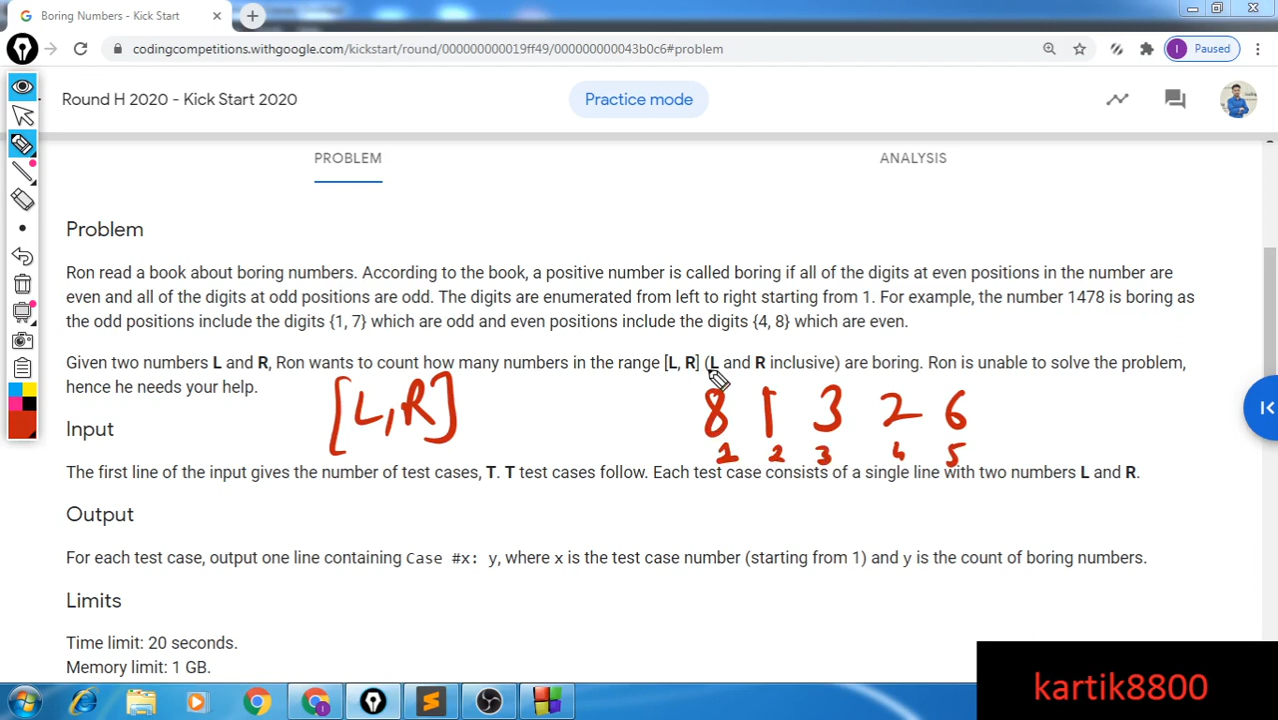 Boring Numbers - Kick Start
codingcompetitions.withgoogle.com/kickstart/round/000000000019ff49/000000000043b0c6#problem
Paused
Round H 2020 - Kick Start 2020
Practice mode
PROBLEM
ANALYSIS
Problem
Ron read a book about boring numbers. According to the book, a positive number is called boring if all of the digits at even positions in the number are
even and all of the digits at odd positions are odd. The digits are enumerated from left to right starting from 1. For example, the number 1478 is boring as
the odd positions include the digits {1, 7} which are odd and even positions include the digits {4, 8} which are even.
Given two numbers L and R, Ron wants to count how many numbers in the range [L, R] (L and R inclusive) are boring. Ron is unable to solve the problem,
hence he needs your help.
[L,R]
8 1 3 2 6
1 2 3 4 5
Input
The first line of the input gives the number of test cases, T. T test cases follow. Each test case consists of a single line with two numbers L and R.
Output
For each test case, output one line containing Case #x: y, where x is the test case number (starting from 1) and y is the count of boring numbers.
Limits
Time limit: 20 seconds.
Memory limit: 1 GB.
kartik8800